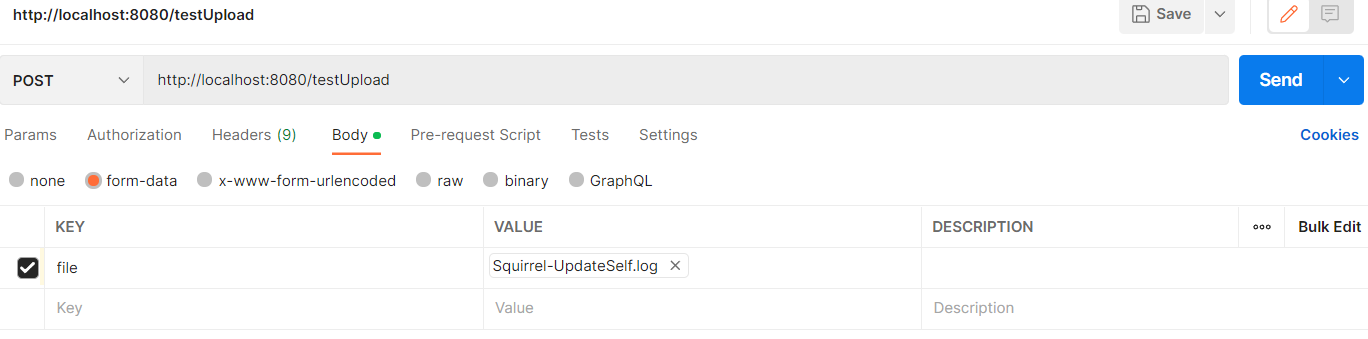 http://localhost:8080/testUpload Save
POST http://localhost:8080/testUpload Send
Params Authorization Headers (9) Body Pre-request Script Tests Settings Cookies
none form-data x-www-form-urlencoded raw binary GraphQL
KEY VALUE DESCRIPTION Bulk Edit
file Squirrel-UpdateSelf.log
Key Value Description